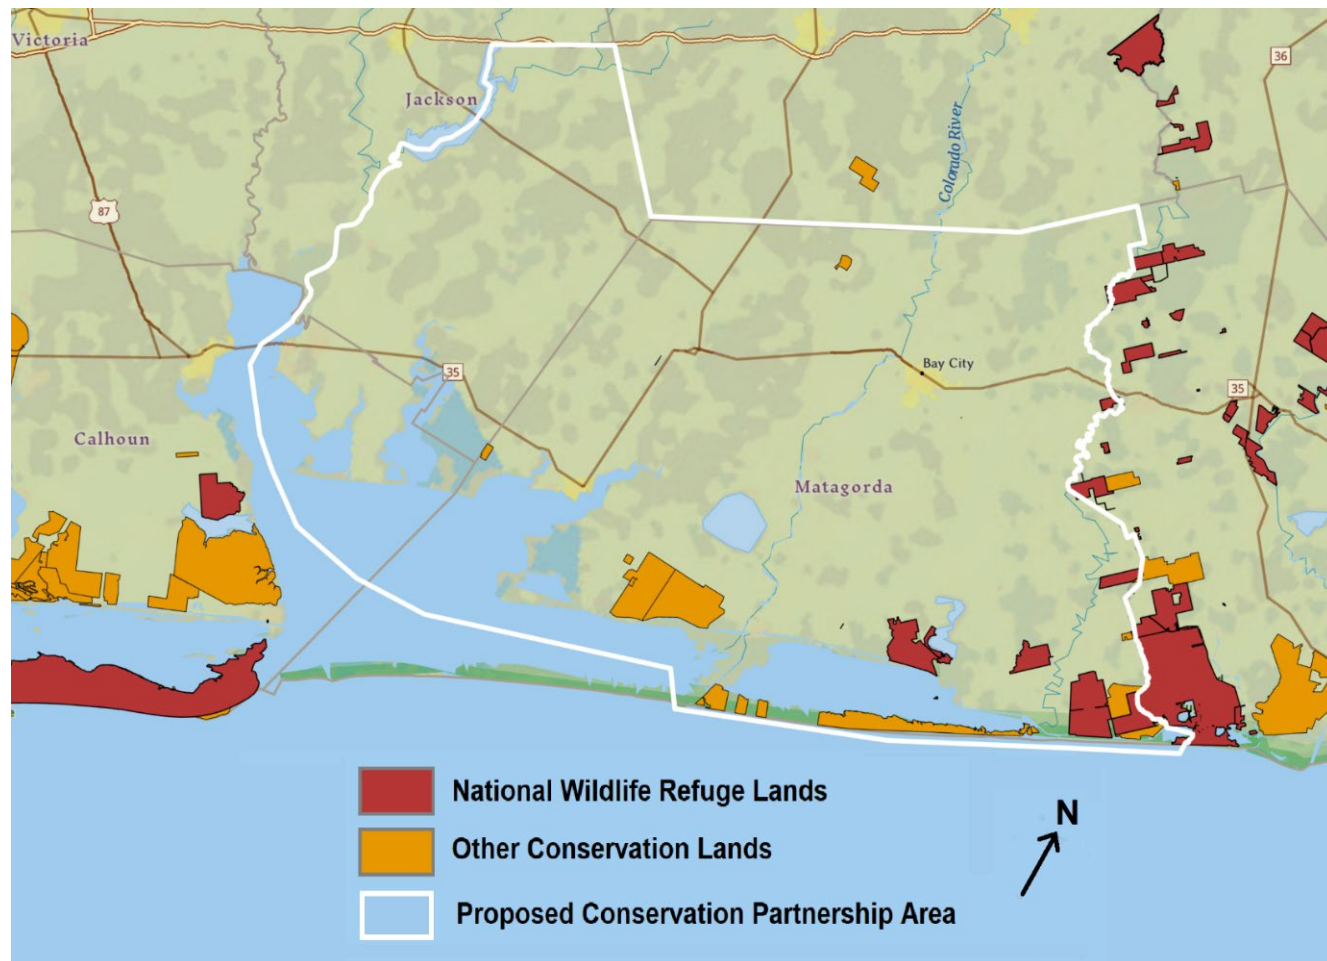 Victoria
36
Jackson
Colorado River
87
35
Bay City
35
Calhoun
Matagorda
National Wildlife Refuge Lands
N
Other Conservation Lands
Proposed Conservation Partnership Area